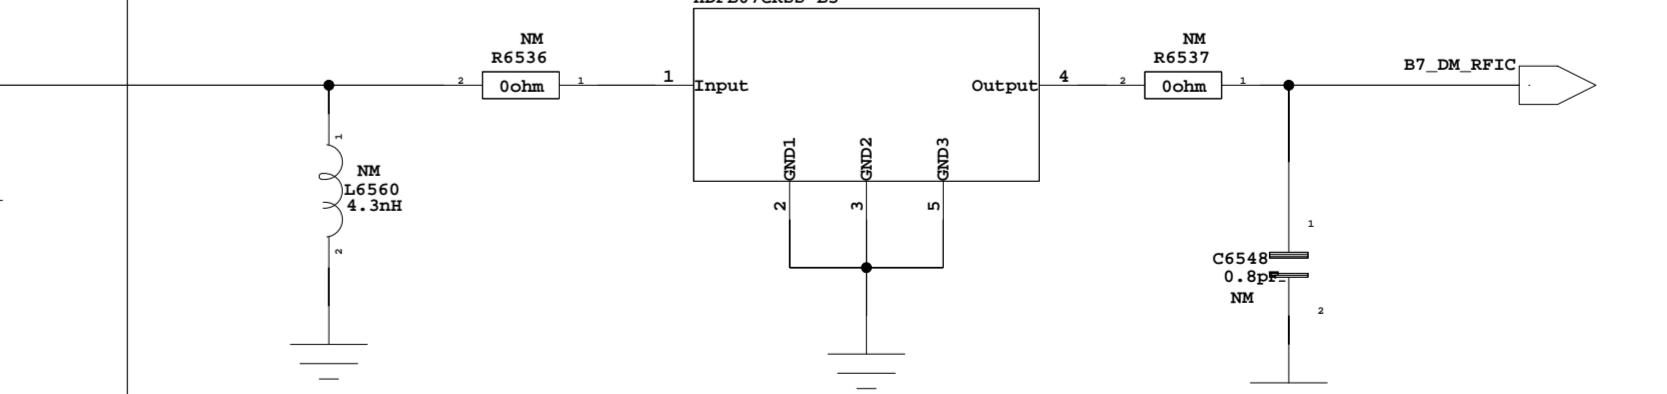 NM
R6536
2
0ohm
1
1
Input
Output
4
NM
R6537
2
0ohm
1
B7_DM_RFIC
GND1
GND2
GND3
2
3
5
1
NM
L6560
4.3nH
2
1
C6548
0.8pF
NM
2